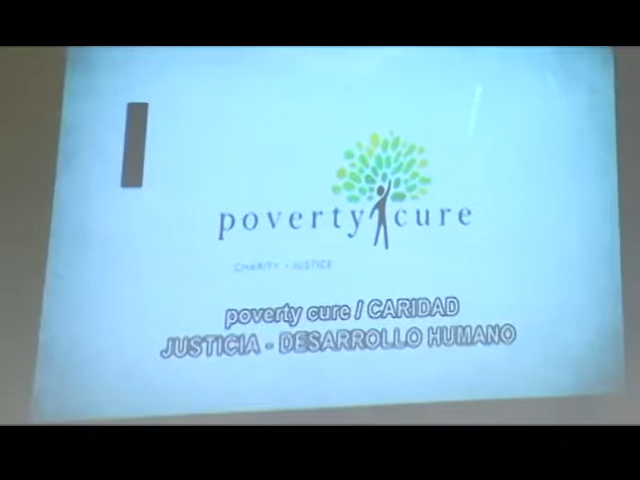 poverty cure
CHARITY • JUSTICE
poverty cure / CARIDAD
JUSTICIA - DESARROLLO HUMANO